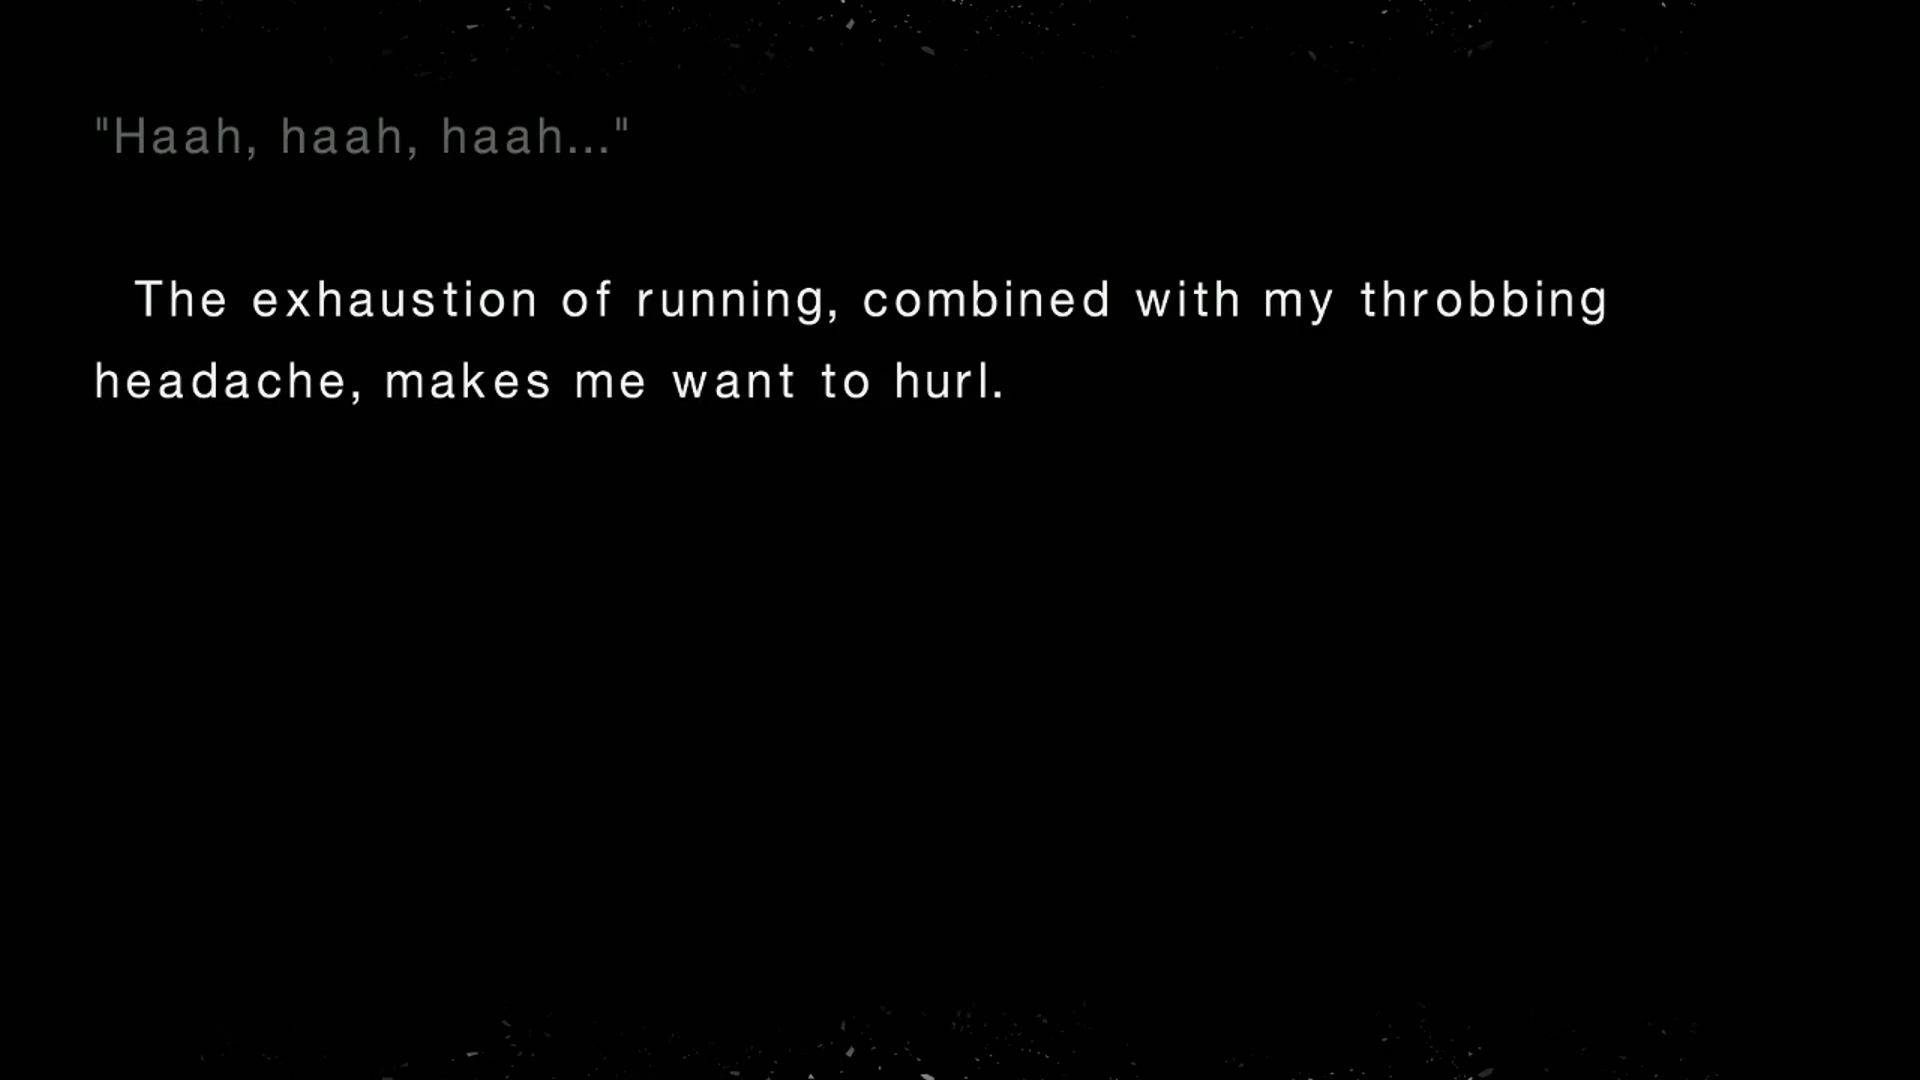 "Haah, haah, haah..."
The exhaustion of running, combined with my throbbing
headache, makes me want to hurl.